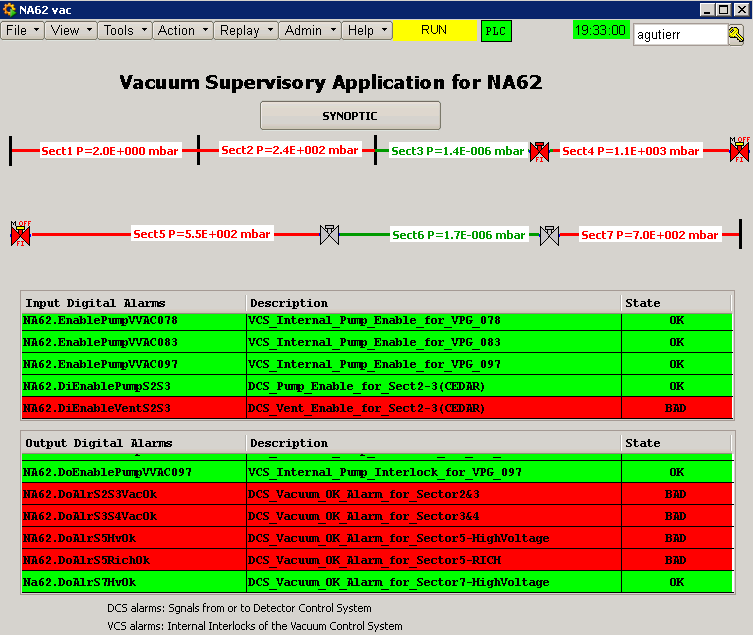 NA62 vac
File View Tools Action Replay Admin Help RUN PLC 19:33:00 agutierr
Vacuum Supervisory Application for NA62
SYNOPTIC
Sect1 P=2.0E+000 mbar Sect2 P=2.4E+002 mbar Sect3 P=1.4E-006 mbar FI Sect4 P=1.1E+003 mbar M OFF FI
M OFF FI Sect5 P=5.5E+002 mbar Sect6 P=1.7E-006 mbar Sect7 P=7.0E+002 mbar
Input Digital Alarms Description State
NA62.EnablePumpVVAC078 VCS_Internal_Pump_Enable_for_VPG_078 OK
NA62.EnablePumpVVAC083 VCS_Internal_Pump_Enable_for_VPG_083 OK
NA62.EnablePumpVVAC097 VCS_Internal_Pump_Enable_for_VPG_097 OK
NA62.DiEnablePumpS2S3 DCS_Pump_Enable_for_Sect2-3(CEDAR) OK
NA62.DiEnableVentS2S3 DCS_Vent_Enable_for_Sect2-3(CEDAR) BAD
Output Digital Alarms Description State
NA62.DoEnablePumpVVAC097 VCS_Internal_Pump_Interlock_for_VPG_097 OK
NA62.DoAlrS2S3VacOk DCS_Vacuum_OK_Alarm_for_Sector2&3 BAD
NA62.DoAlrS3S4VacOk DCS_Vacuum_OK_Alarm_for_Sector3&4 BAD
NA62.DoAlrS5HvOk DCS_Vacuum_OK_Alarm_for_Sector5-HighVoltage BAD
NA62.DoAlrS5RichOk DCS_Vacuum_OK_Alarm_for_Sector5-RICH BAD
Na62.DoAlrS7HvOk DCS_Vacuum_OK_Alarm_for_Sector7-HighVoltage OK
DCS alarms: Sgnals from or to Detector Control System
VCS alarms: Internal Interlocks of the Vacuum Control System